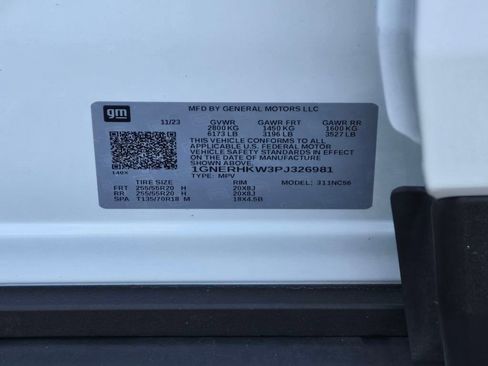 gm
MFD BY GENERAL MOTORS LLC
11/23 GVWR GAWR FRT GAWR RR
2800 KG 1450 KG 1600 KG
6173 LB 3196 LB 3527 LB
THIS VEHICLE CONFORMS TO ALL
APPLICABLE U.S. FEDERAL MOTOR
VEHICLE SAFETY STANDARDS IN EFFECT
ON THE DATE OF MANUFACTURE
SHOWN ABOVE.
1GNERHKW3PJ326981
TYPE: MPV MODEL: 311NC56
140X
TIRE SIZE RIM
FRT 255/55R20 H 20X8J
RR 255/55R20 H 20X8J
SPA T135/70R18 M 18X4.5B